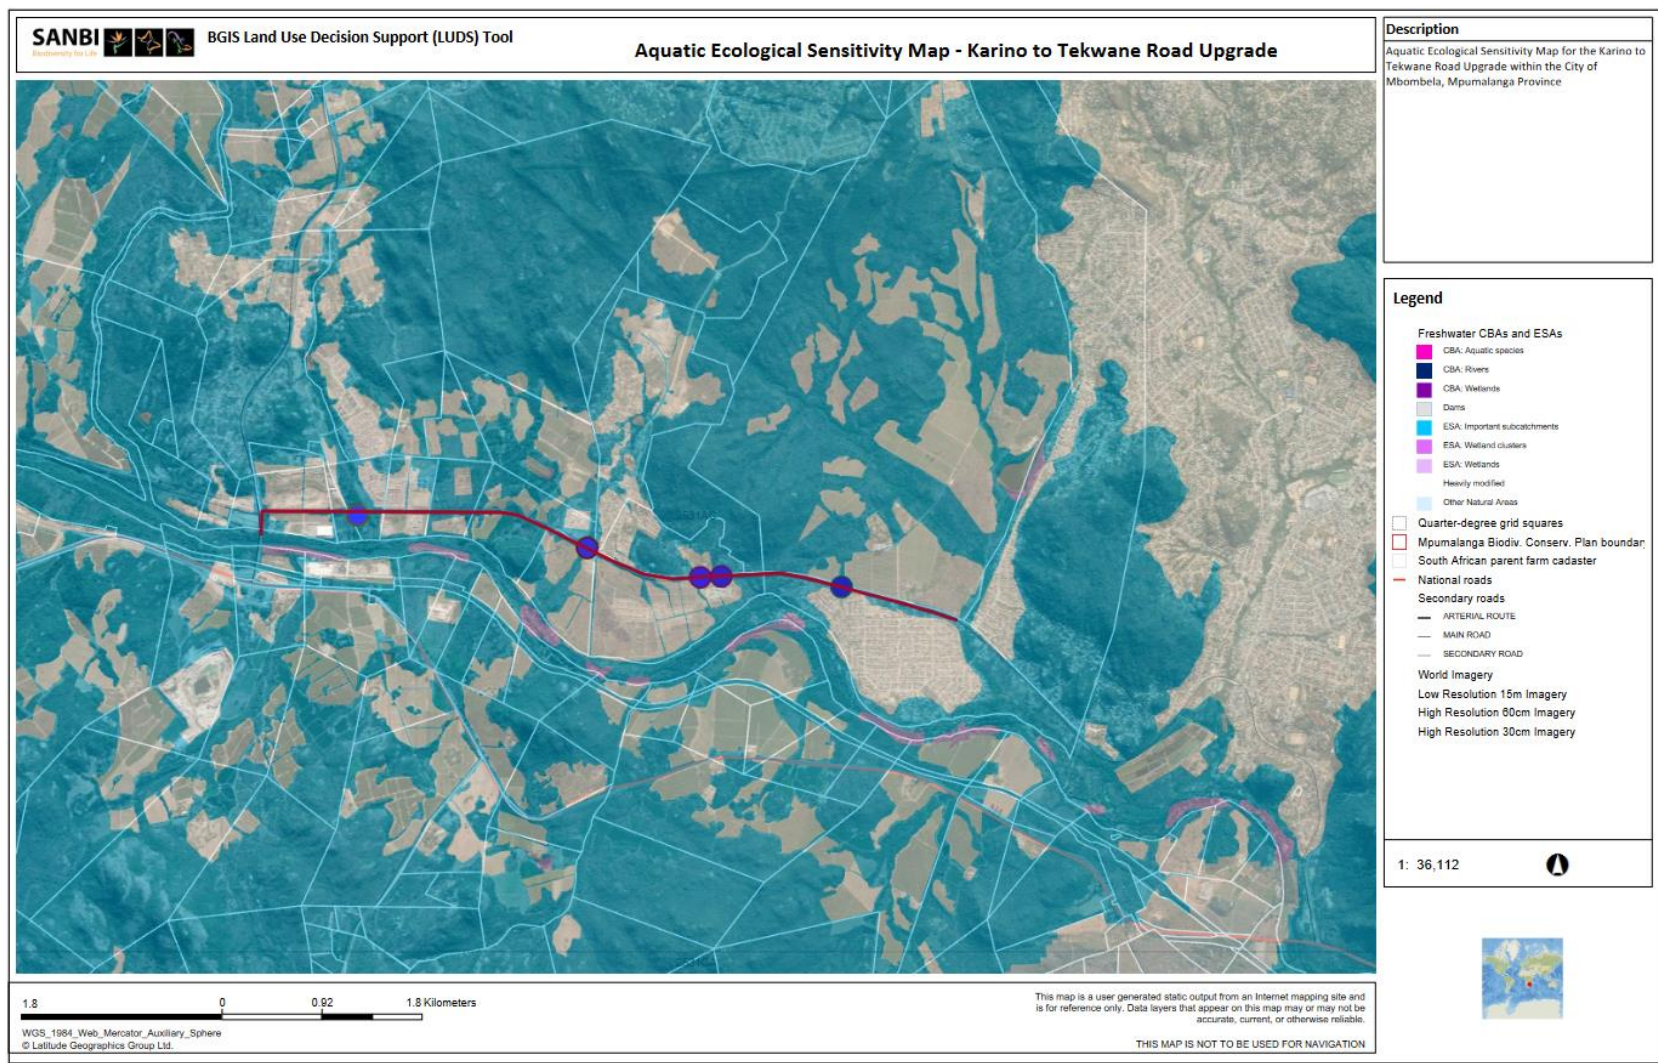 SANBI
Biodiversity for Life
BGIS Land Use Decision Support (LUDS) Tool
Aquatic Ecological Sensitivity Map - Karino to Tekwane Road Upgrade
Description
Aquatic Ecological Sensitivity Map for the Karino to
Tekwane Road Upgrade within the City of
Mbombela, Mpumalanga Province
Legend
Freshwater CBAs and ESAs
CBA: Aquatic species
CBA: Rivers
CBA: Wetlands
Dams
ESA: Important subcatchments
ESA: Wetland clusters
ESA: Wetlands
Heavily modified
Other Natural Areas
Quarter-degree grid squares
Mpumalanga Biodiv. Conserv. Plan boundar
South African parent farm cadaster
National roads
Secondary roads
ARTERIAL ROUTE
MAIN ROAD
SECONDARY ROAD
World Imagery
Low Resolution 15m Imagery
High Resolution 60cm Imagery
High Resolution 30cm Imagery
1: 36,112
1.8 0 0.92 1.8 Kilometers
WGS_1984_Web_Mercator_Auxiliary_Sphere
© Latitude Geographics Group Ltd.
This map is a user generated static output from an Internet mapping site and
is for reference only. Data layers that appear on this map may or may not be
accurate, current, or otherwise reliable.
THIS MAP IS NOT TO BE USED FOR NAVIGATION